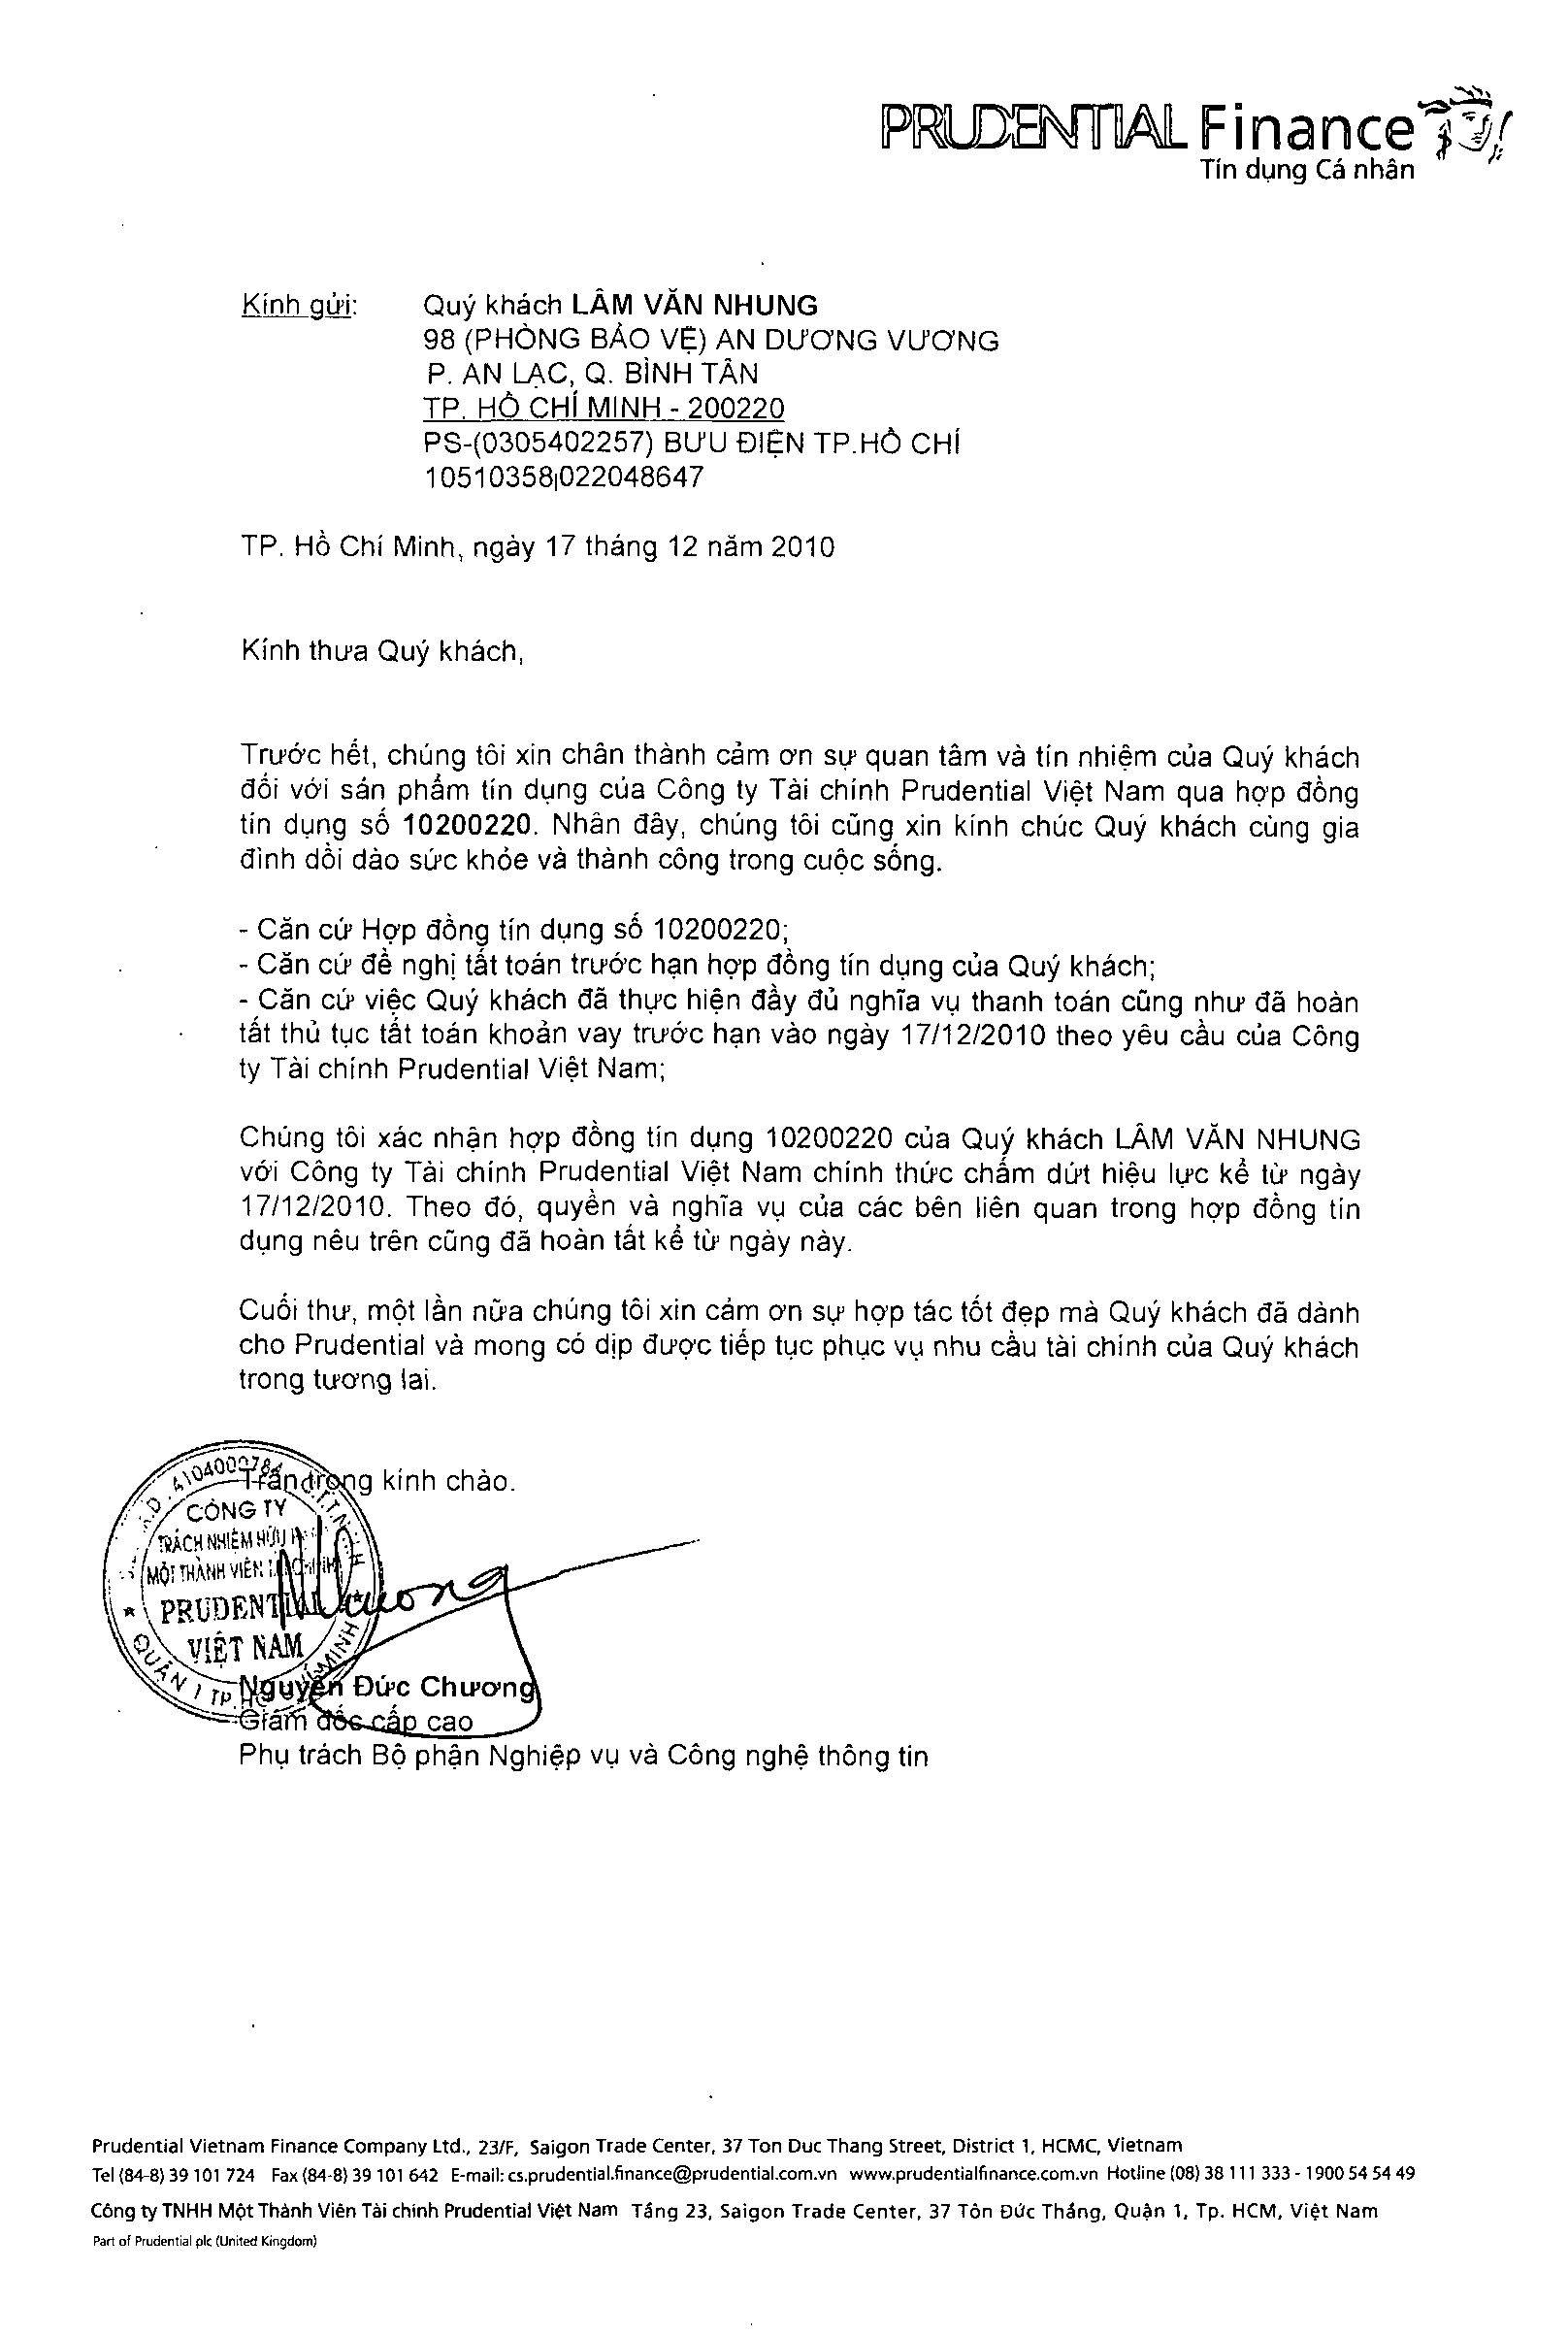 PRUDENTIAL Finance
Tín dụng Cá nhân
Kính gửi: Quý khách LÂM VĂN NHUNG
98 (PHÒNG BẢO VỆ) AN DƯƠNG VƯƠNG
P. AN LẠC, Q. BÌNH TÂN
TP. HỒ CHÍ MINH - 200220
PS-(0305402257) BƯU ĐIỆN TP.HỒ CHÍ
10510358|022048647
TP. Hồ Chí Minh, ngày 17 tháng 12 năm 2010
Kính thưa Quý khách,
Trước hết, chúng tôi xin chân thành cảm ơn sự quan tâm và tín nhiệm của Quý khách
đối với sản phẩm tín dụng của Công ty Tài chính Prudential Việt Nam qua hợp đồng
tín dụng số 10200220. Nhân đây, chúng tôi cũng xin kính chúc Quý khách cùng gia
đình dồi dào sức khỏe và thành công trong cuộc sống.
- Căn cứ Hợp đồng tín dụng số 10200220;
- Căn cứ đề nghị tất toán trước hạn hợp đồng tín dụng của Quý khách;
- Căn cứ việc Quý khách đã thực hiện đầy đủ nghĩa vụ thanh toán cũng như đã hoàn
tất thủ tục tất toán khoản vay trước hạn vào ngày 17/12/2010 theo yêu cầu của Công
ty Tài chính Prudential Việt Nam;
Chúng tôi xác nhận hợp đồng tín dụng 10200220 của Quý khách LÂM VĂN NHUNG
với Công ty Tài chính Prudential Việt Nam chính thức chấm dứt hiệu lực kể từ ngày
17/12/2010. Theo đó, quyền và nghĩa vụ của các bên liên quan trong hợp đồng tín
dụng nêu trên cũng đã hoàn tất kể từ ngày này.
Cuối thư, một lần nữa chúng tôi xin cảm ơn sự hợp tác tốt đẹp mà Quý khách đã dành
cho Prudential và mong có dịp được tiếp tục phục vụ nhu cầu tài chính của Quý khách
trong tương lai.
Trân trọng kính chào.
CÔNG TY
TRÁCH NHIỆM HỮU
MỘT THÀNH VIÊN
PRUDENTIAL
VIỆT NAM
QUẬN 1 TP.
Nguyễn Đức Chương
Giám đốc cấp cao
Phụ trách Bộ phận Nghiệp vụ và Công nghệ thông tin
Prudential Vietnam Finance Company Ltd., 23/F, Saigon Trade Center, 37 Ton Duc Thang Street, District 1, HCMC, Vietnam
Tel (84-8) 39 101 724 Fax (84-8) 39 101 642 E-mail: cs.prudential.finance@prudential.com.vn www.prudentialfinance.com.vn Hotline (08) 38 111 333 - 1900 54 54 49
Công ty TNHH Một Thành Viên Tài chính Prudential Việt Nam Tầng 23, Saigon Trade Center, 37 Tôn Đức Thắng, Quận 1, Tp. HCM, Việt Nam
Part of Prudential plc (United Kingdom)